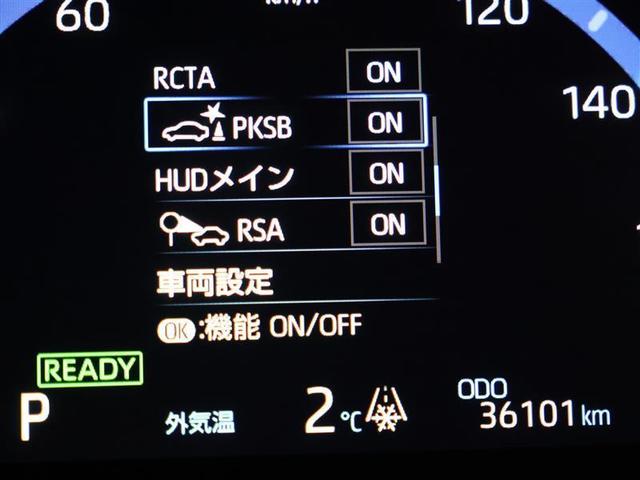 60 km/h 120
RCTA ON
140
PKSB ON
HUDメイン ON
RSA ON
車両設定
OK:機能 ON/OFF
READY
P 外気温 2℃ ODO 36101km